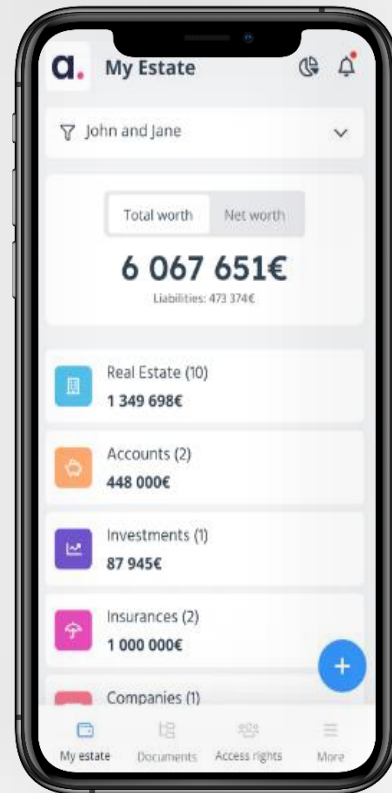 a. My Estate
John and Jane
Total worth Net worth
6 067 651€
Liabilities: 473 374€
Real Estate (10)
1 349 698€
Accounts (2)
448 000€
Investments (1)
87 945€
Insurances (2)
1 000 000€
+
Companies (1)
My estate Documents Access rights More